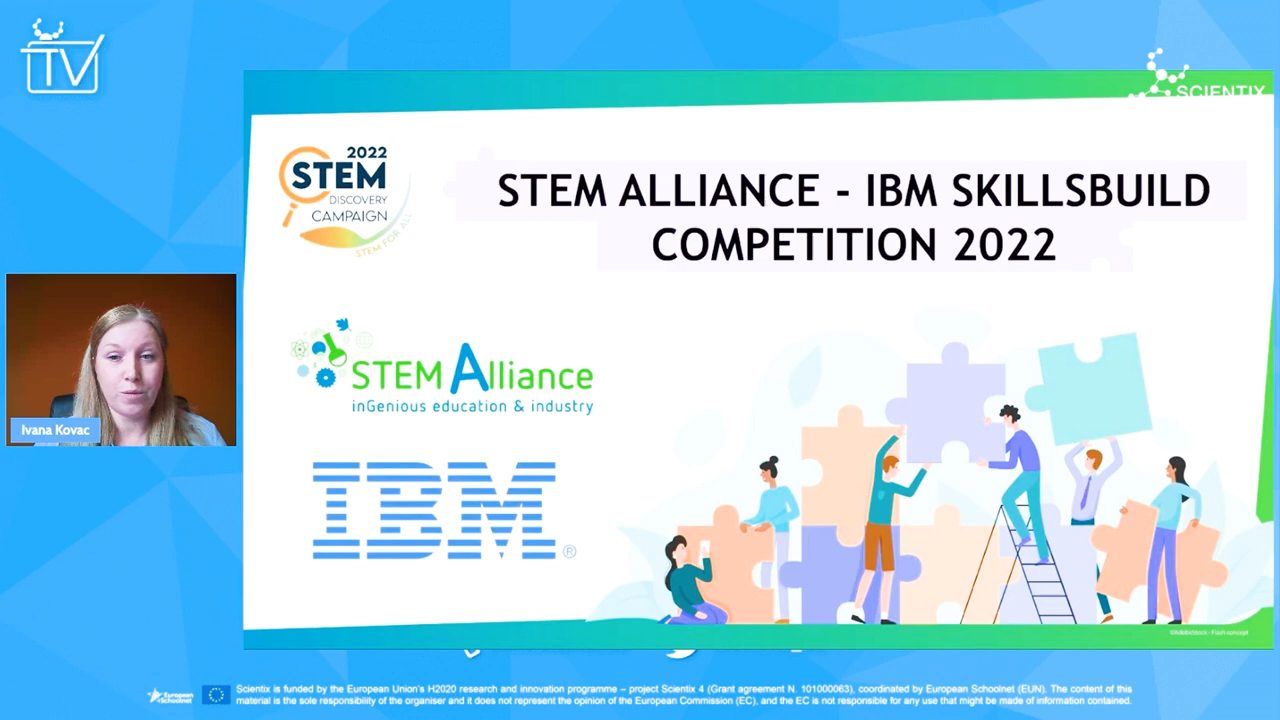 TV
SCIENTIX
2022
STEM
DISCOVERY
CAMPAIGN
STEM FOR ALL
STEM ALLIANCE - IBM SKILLSBUILD
COMPETITION 2022
STEM Alliance
inGenious education & industry
Ivana Kovac
IBM®
European
Schoolnet
Scientix is funded by the European Union's H2020 research and innovation programme – project Scientix 4 (Grant agreement N. 101000063), coordinated by European Schoolnet (EUN). The content of this
material is the sole responsibility of the organiser and it does not represent the opinion of the European Commission (EC), and the EC is not responsible for any use that might be made of information contained.